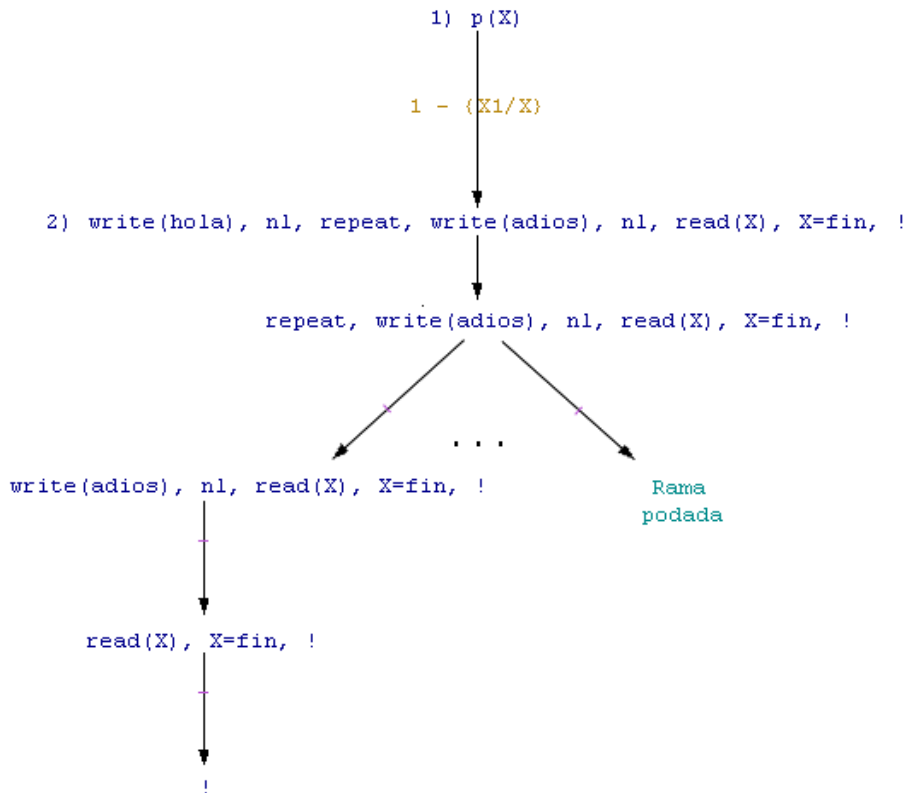 1) p(X)
1 - {X1/X}
2) write(hola), nl, repeat, write(adios), nl, read(X), X=fin, !
repeat, write(adios), nl, read(X), X=fin, !
...
write(adios), nl, read(X), X=fin, !
Rama
podada
read(X), X=fin, !
!